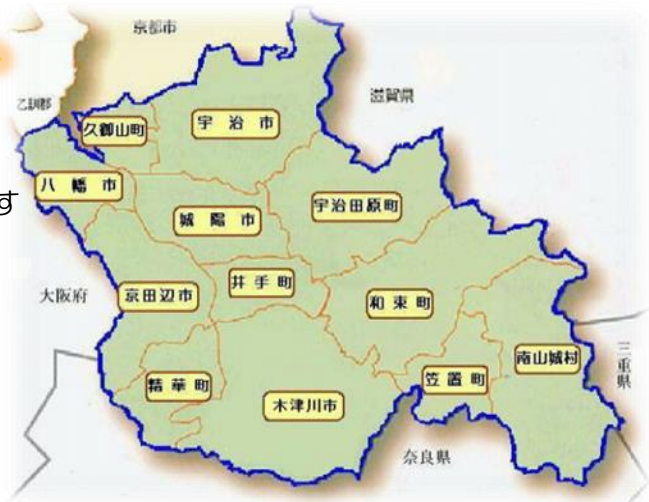 京都市
乙訓郡
滋賀県
久御山町
宇治市
八幡市
す
城陽市
宇治田原町
大阪府
京田辺市
井手町
和束町
三重県
精華町
木津川市
笠置町
南山城村
奈良県